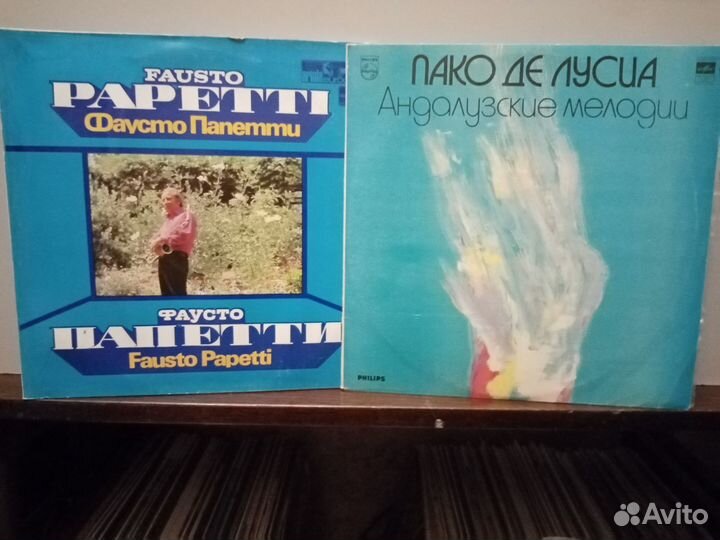 FAUSTO
PAPETTI
Фаусто Папетти
ФАУСТО
ПАПЕТТИ
Fausto Papetti
ПАКО ДЕ ЛУСИА
Андалузские мелодии
PHILIPS
Avito